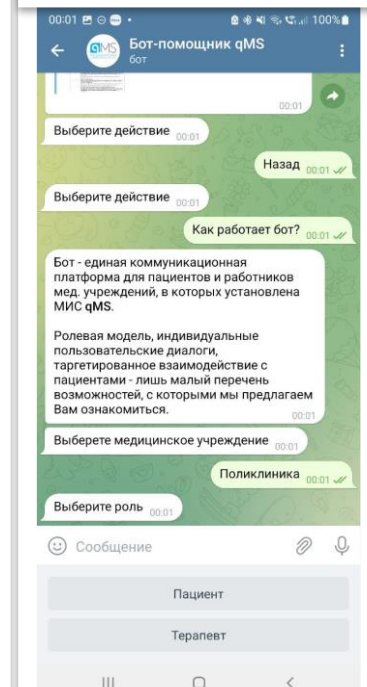 00:01
100%
qMS
Бот-помощник qMS
бот
00:01
Выберите действие 00:01
Назад 00:01
Выберите действие 00:01
Как работает бот? 00:01
Бот - единая коммуникационная
платформа для пациентов и работников
мед. учреждений, в которых установлена
МИС qMS.
Ролевая модель, индивидуальные
пользовательские диалоги,
таргетированное взаимодействие с
пациентами - лишь малый перечень
возможностей, с которыми мы предлагаем
Вам ознакомиться.
00:01
Выберете медицинское учреждение 00:01
Поликлиника 00:01
Выберите роль 00:01
Сообщение
Пациент
Терапевт